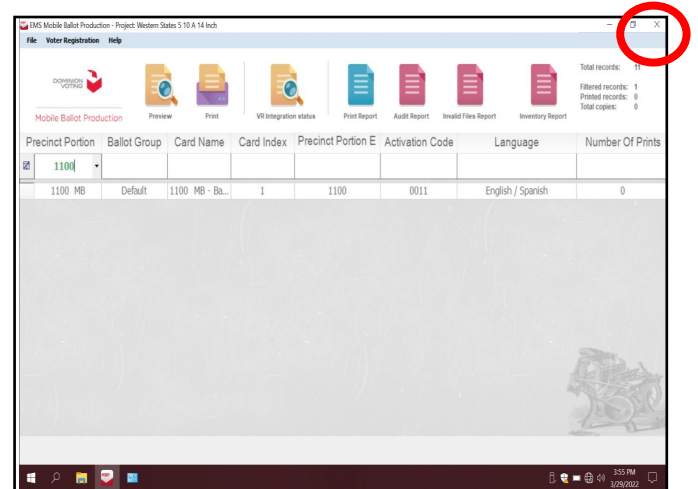 EMS Mobile Ballot Production - Project: Western States 5 10 A 14 Inch
File Voter Registration Help
DOMINION
VOTING
Mobile Ballot Production
Preview
Print
VR Integration status
Print Report
Audit Report
Invalid Files Report
Inventory Report
Total records: 11
Filtered records: 1
Printed records: 0
Total copies: 0
Precinct Portion Ballot Group Card Name Card Index Precinct Portion E Activation Code Language Number Of Prints
1100
1100 MB Default 1100 MB - Ba... 1 1100 0011 English / Spanish 0
MBP
3:55 PM
3/29/2022